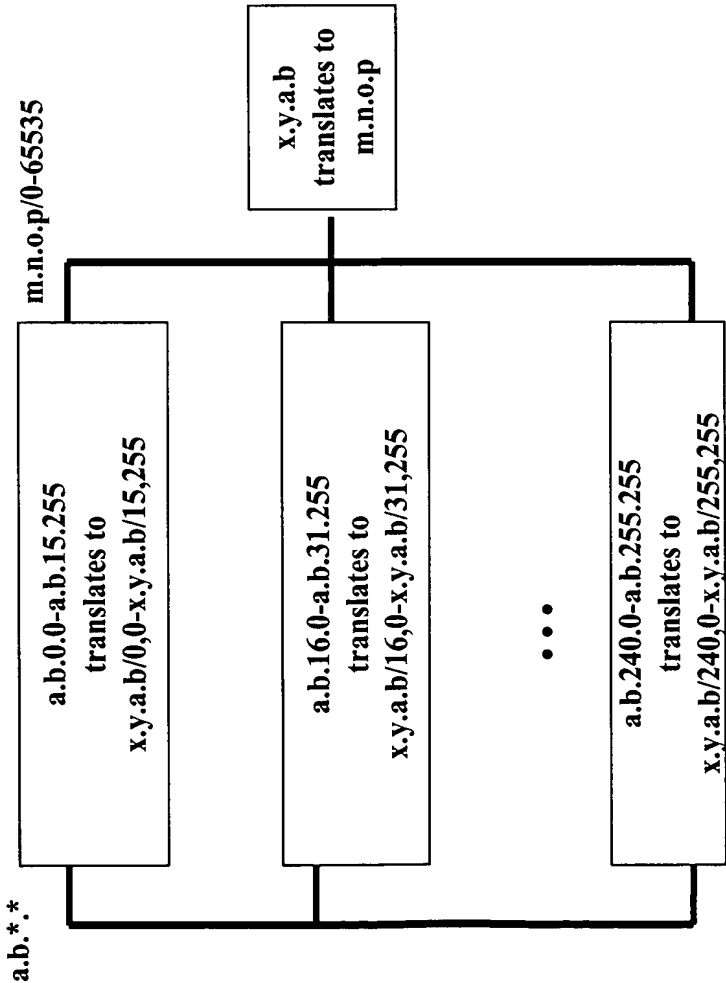 a.b.*.*
a.b.0.0-a.b.15.255
translates to
x.y.a.b/0,0-x.y.a.b/15,255
a.b.16.0-a.b.31.255
translates to
x.y.a.b/16,0-x.y.a.b/31,255
•••
a.b.240.0-a.b.255.255
translates to
x.y.a.b/240,0-x.y.a.b/255,255
m.n.o.p/0-65535
x.y.a.b
translates to
m.n.o.p